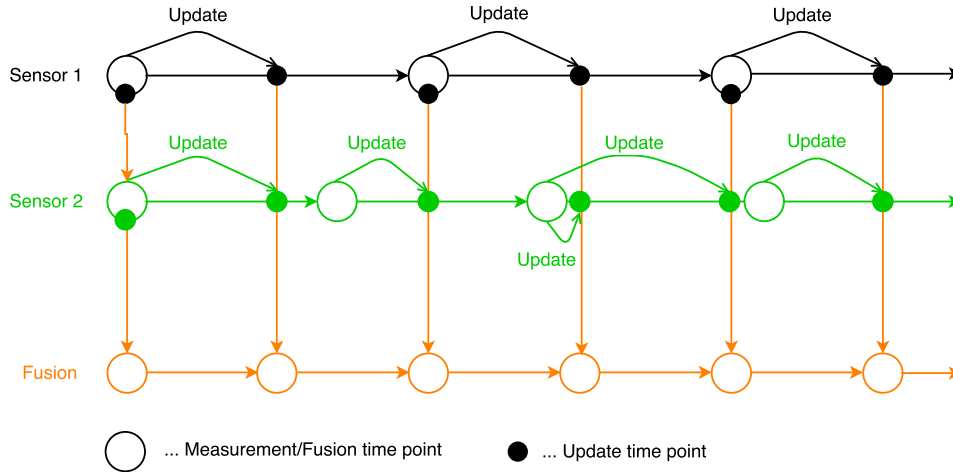 Update Update Update
Sensor 1
Update Update Update Update
Sensor 2
Update
Fusion
... Measurement/Fusion time point ... Update time point